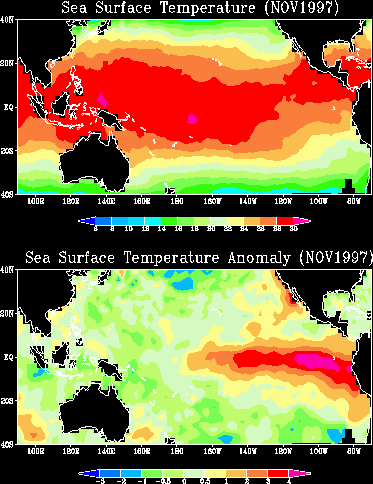 Sea Surface Temperature (NOV1997)
40N
20N
EQ
20S
40S
100E 120E 140E 160E 180 160W 140W 120W 100W 80W
6 8 10 12 14 16 18 20 22 24 26 28 30
Sea Surface Temperature Anomaly (NOV1997)
40N
20N
EQ
20S
40S
100E 120E 140E 160E 180 160W 140W 120W 100W 80W
-3 -2 -1 -0.5 0 0.5 1 2 3 4